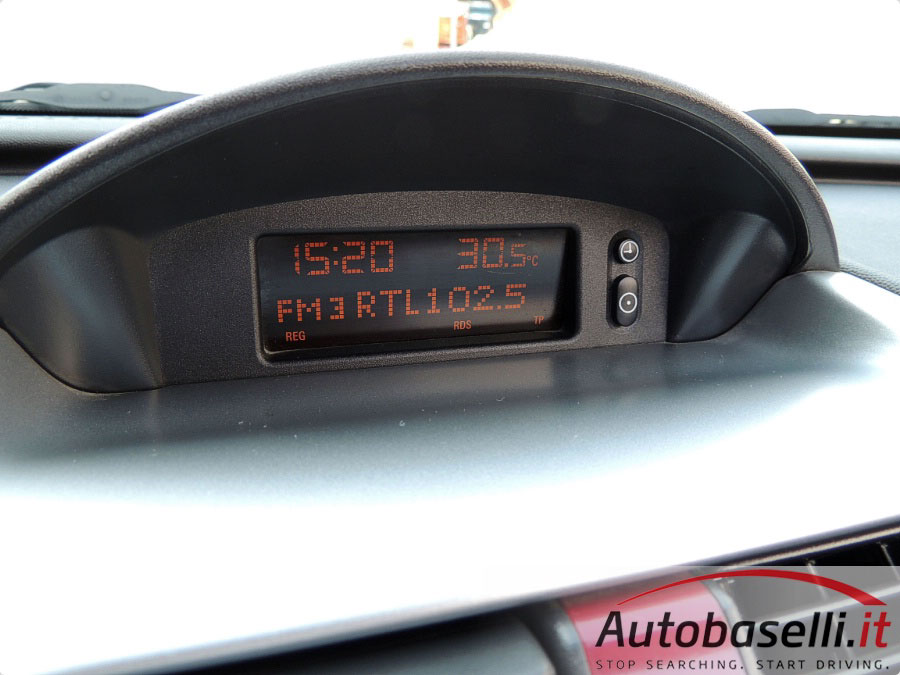 15:20 30.5°C
FM3 RTL102.5
REG RDS TP
Autobaselli.it
STOP SEARCHING. START DRIVING.